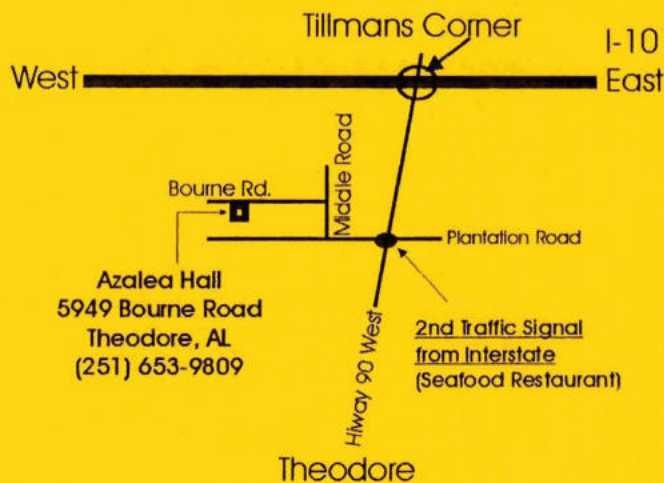 Tillmans Corner
I-10
West
East
Middle Road
Bourne Rd.
Plantation Road
Azalea Hall
5949 Bourne Road
Theodore, AL
(251) 653-9809
2nd Traffic Signal
from Interstate
(Seafood Restaurant)
Hiway 90 West
Theodore